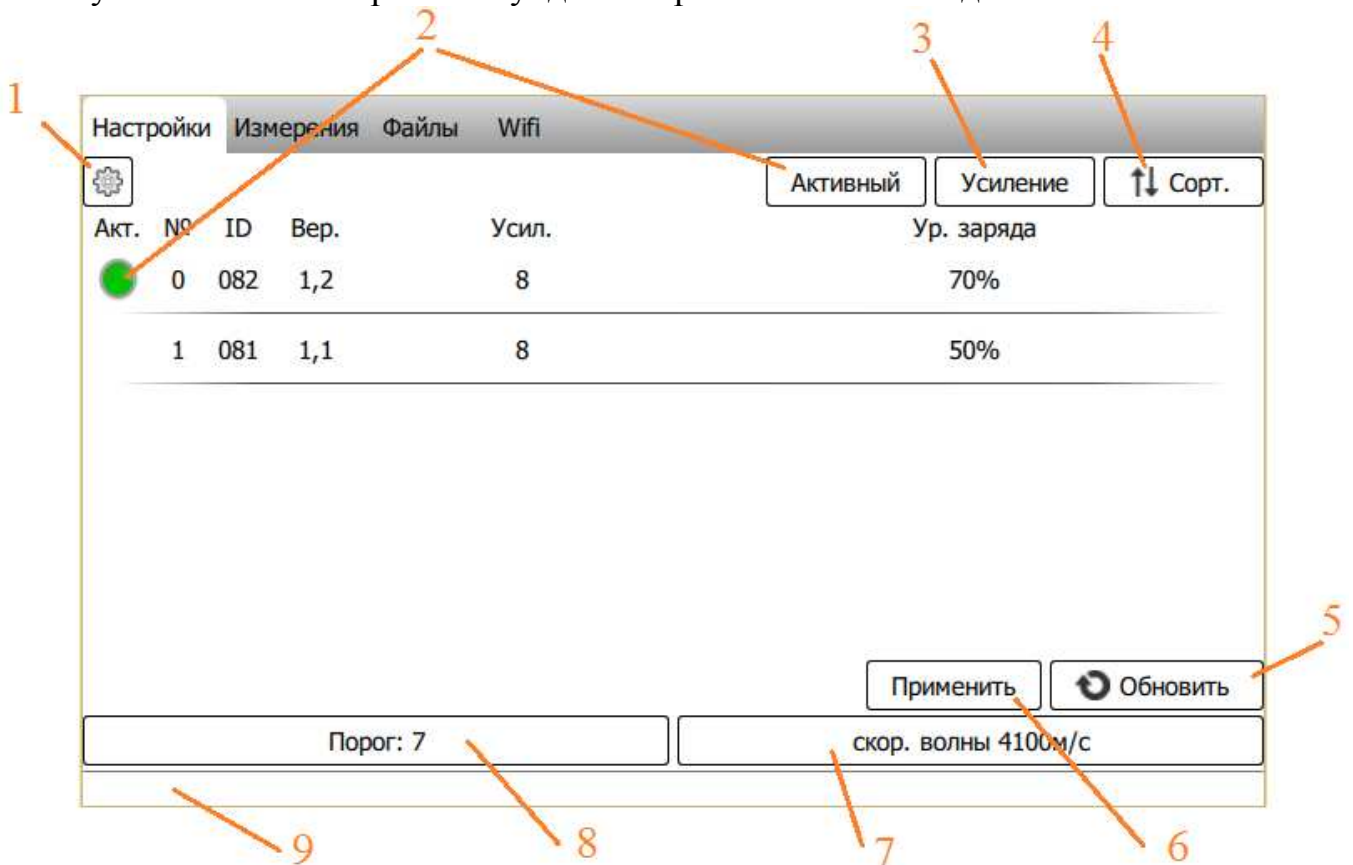 2
3
4
1
Настройки Измерения Файлы Wifi
Активный Усиление Сорт.
Акт. № ID Вер. Усил. Ур. заряда
0 082 1,2 8 70%
1 081 1,1 8 50%
5
Применить Обновить
Порог: 7 скор. волны 4100м/с
9 8 7 6